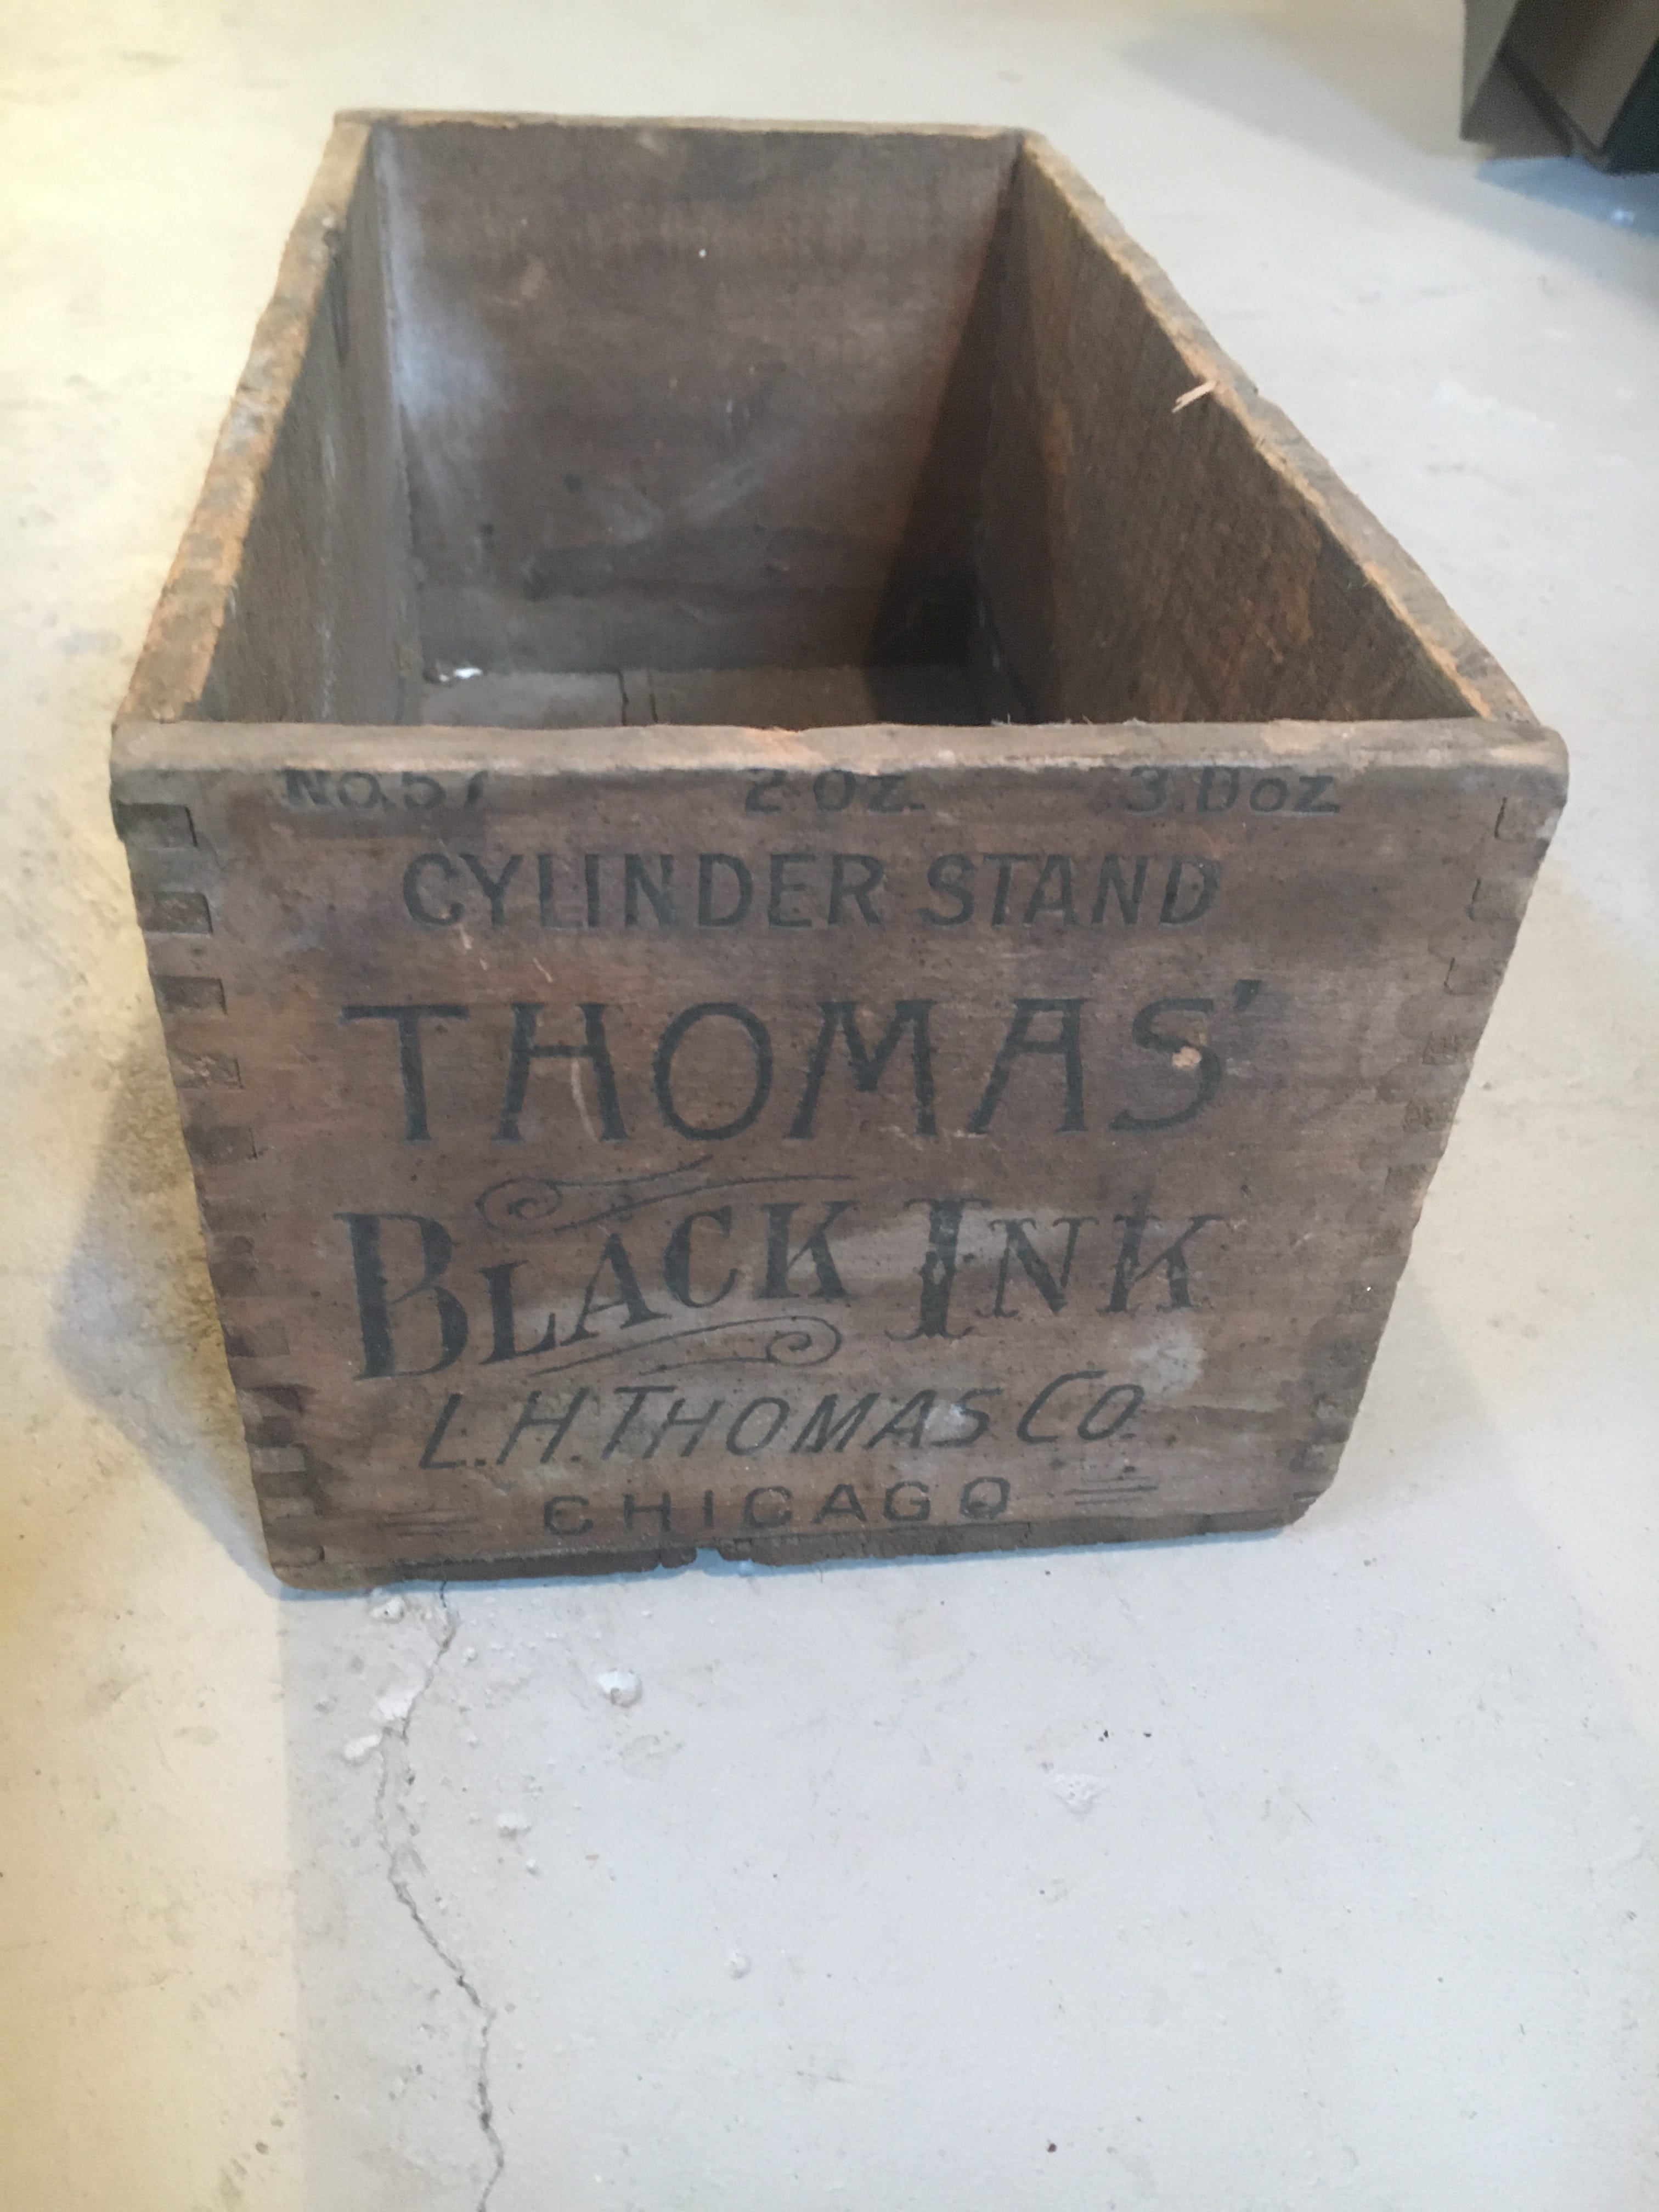 No.57 2 Oz. 3.Doz
CYLINDER STAND
THOMAS'
BLACK INK
L.H.THOMAS CO.
CHICAGO